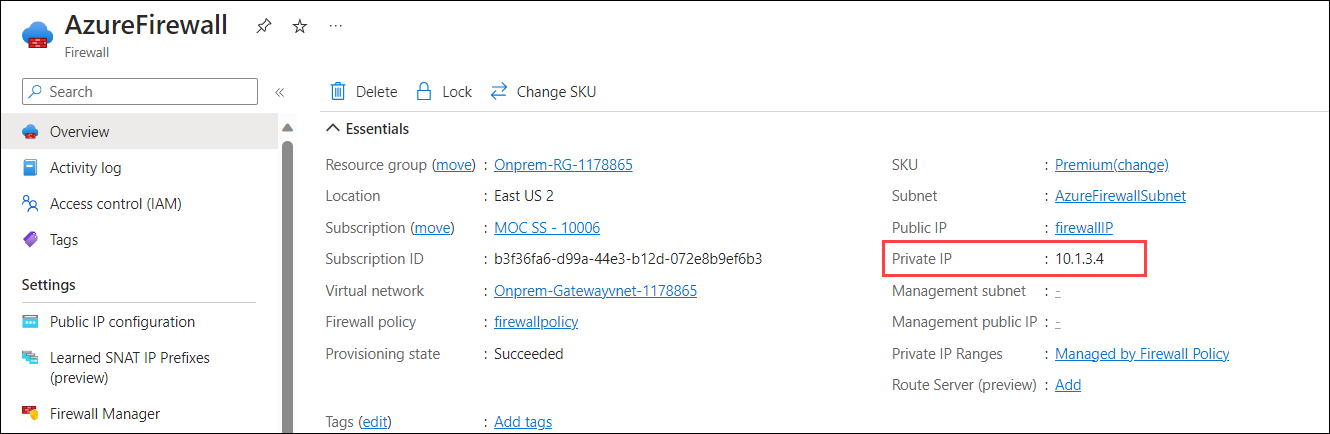 AzureFirewall
Firewall
Search
Overview
Activity log
Access control (IAM)
Tags
Settings
Public IP configuration
Learned SNAT IP Prefixes
(preview)
Firewall Manager
Delete Lock Change SKU
Essentials
Resource group (move) : Onprem-RG-1178865
Location : East US 2
Subscription (move) : MOC SS - 10006
Subscription ID : b3f36fa6-d99a-44e3-b12d-072e8b9ef6b3
Virtual network : Onprem-Gatewayvnet-1178865
Firewall policy : firewallpolicy
Provisioning state : Succeeded
SKU : Premium(change)
Subnet : AzureFirewallSubnet
Public IP : firewallIP
Private IP : 10.1.3.4
Management subnet : -
Management public IP : -
Private IP Ranges : Managed by Firewall Policy
Route Server (preview) : Add
Tags (edit) : Add tags